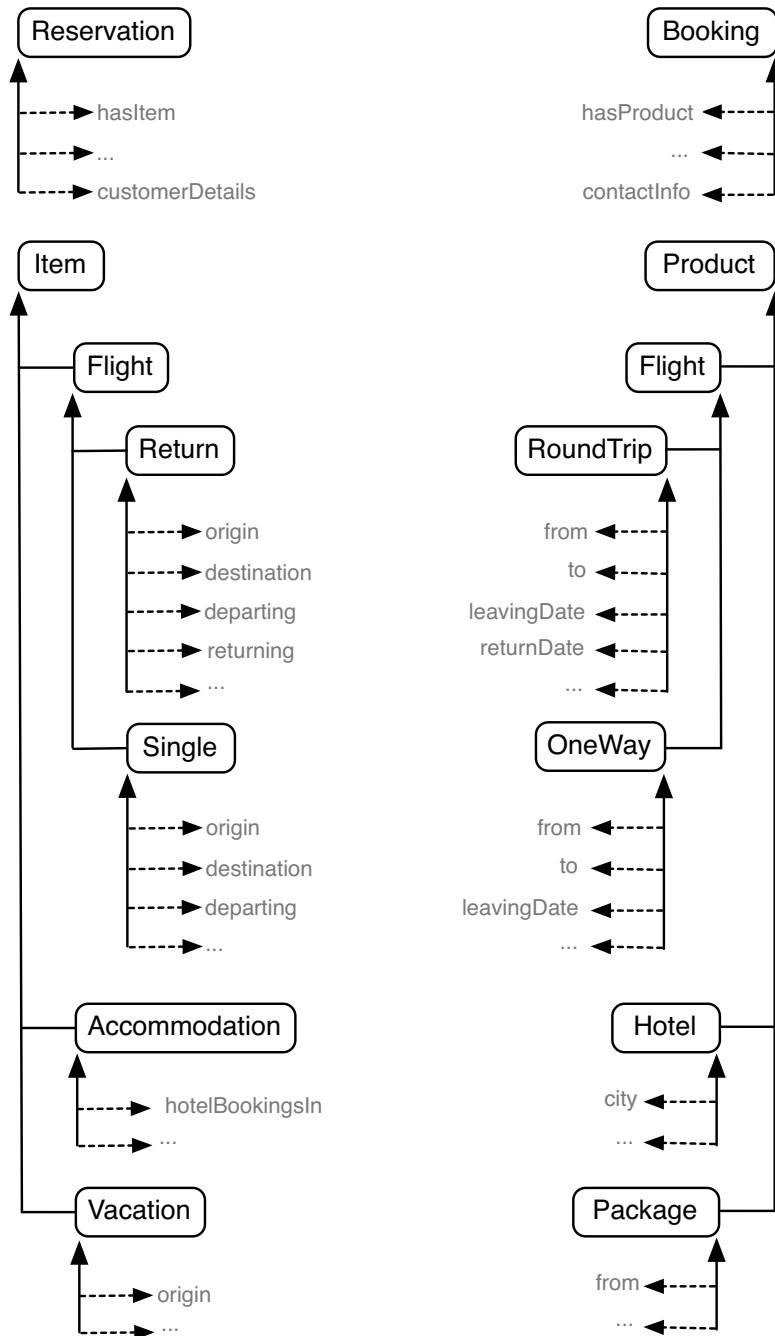 Reservation
hasItem
...
customerDetails
Item
Flight
Return
origin
destination
departing
returning
...
Single
origin
destination
departing
...
Accommodation
hotelBookingsIn
...
Vacation
origin
...
Booking
hasProduct
...
contactInfo
Product
Flight
RoundTrip
from
to
leavingDate
returnDate
...
OneWay
from
to
leavingDate
...
Hotel
city
...
Package
from
...